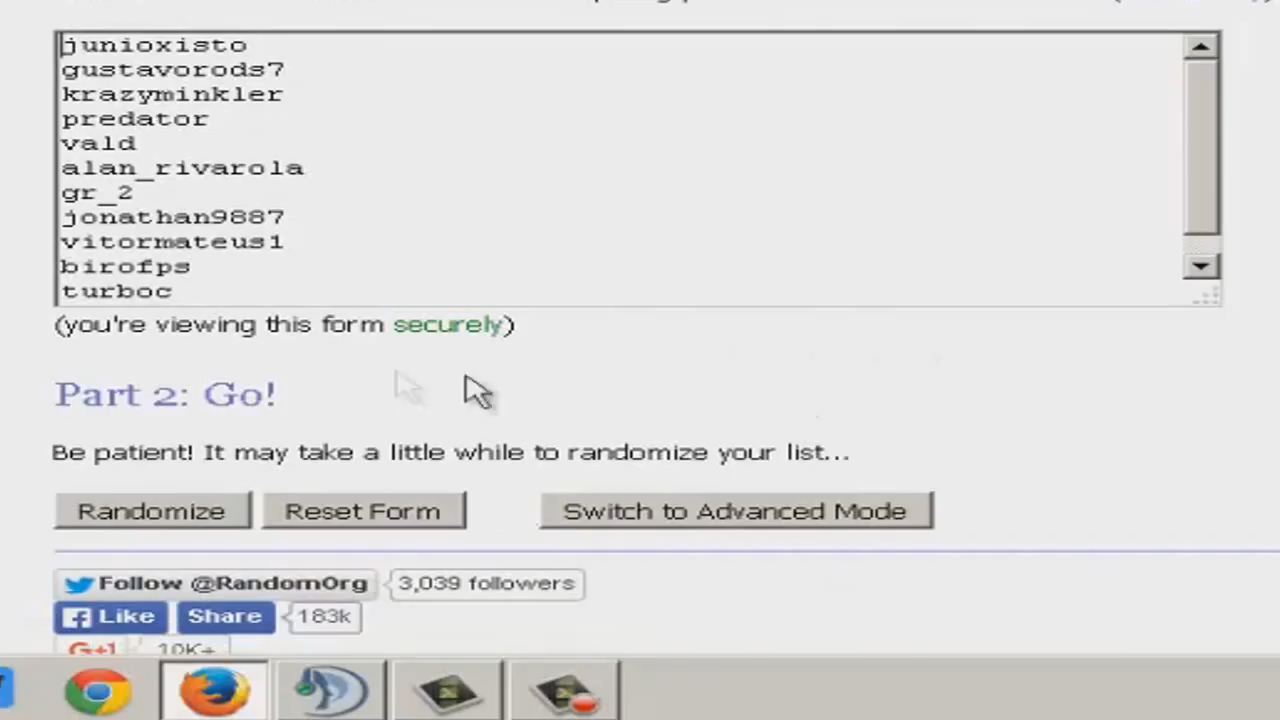 junioxisto
gustavorods7
krazyminkler
predator
vald
alan_rivarola
gr_2
jonathan9887
vitormateus1
birofps
turboc
(you're viewing this form securely)
Part 2: Go!
Be patient! It may take a little while to randomize your list...
Randomize Reset Form Switch to Advanced Mode
Follow @RandomOrg 3,039 followers
Like Share 183k
G+1 10K+